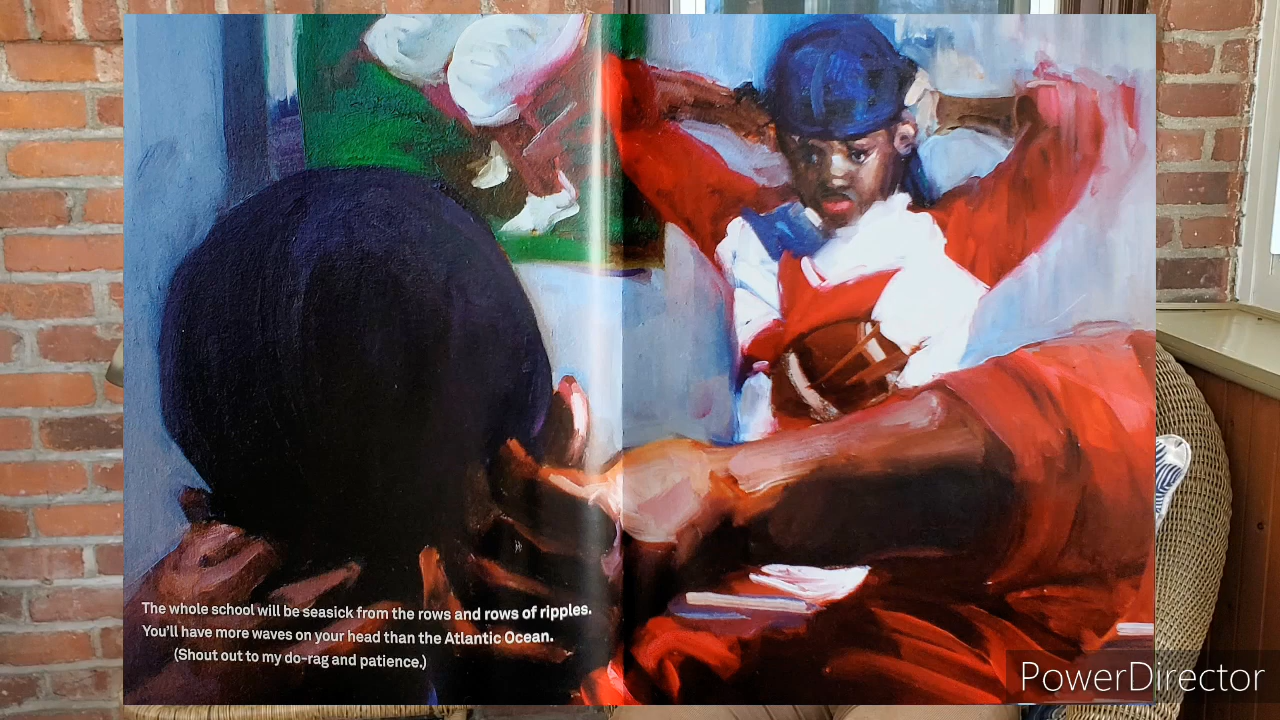 The whole school will be seasick from the rows and rows of ripples.
You'll have more waves on your head than the Atlantic Ocean.
(Shout out to my do-rag and patience.)
PowerDirector